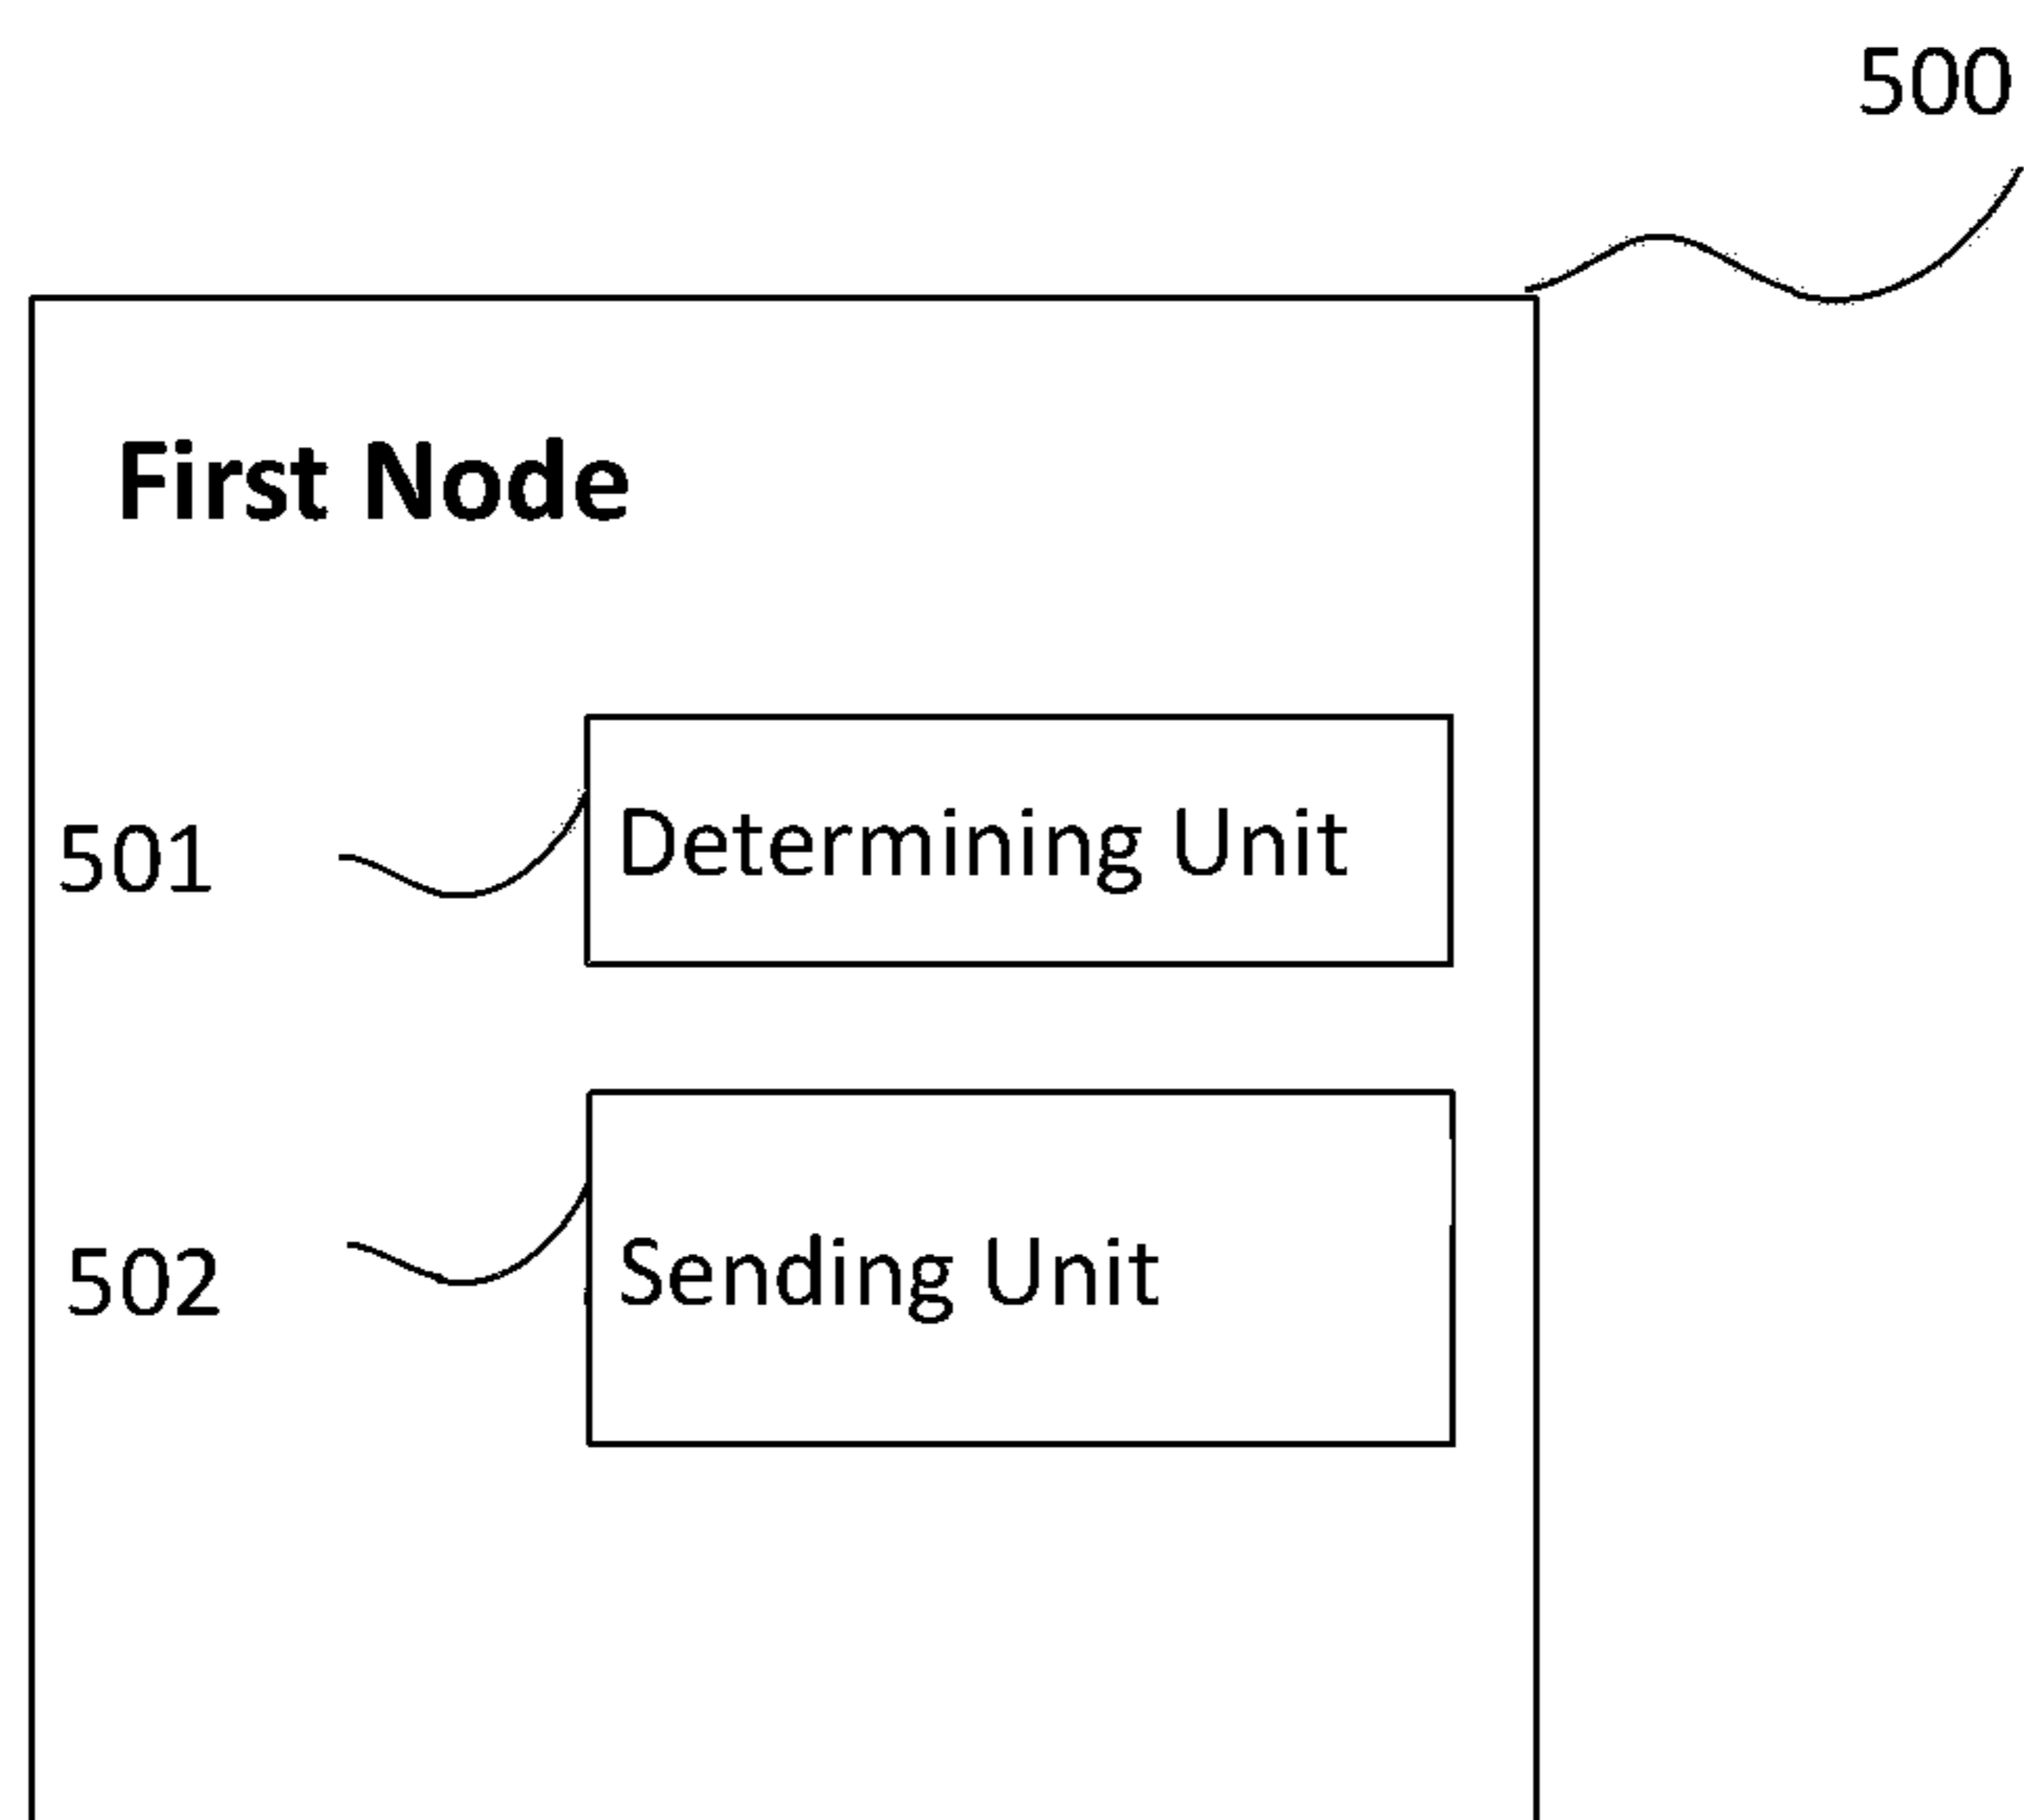 500
First Node
501
Determining Unit
502
Sending Unit